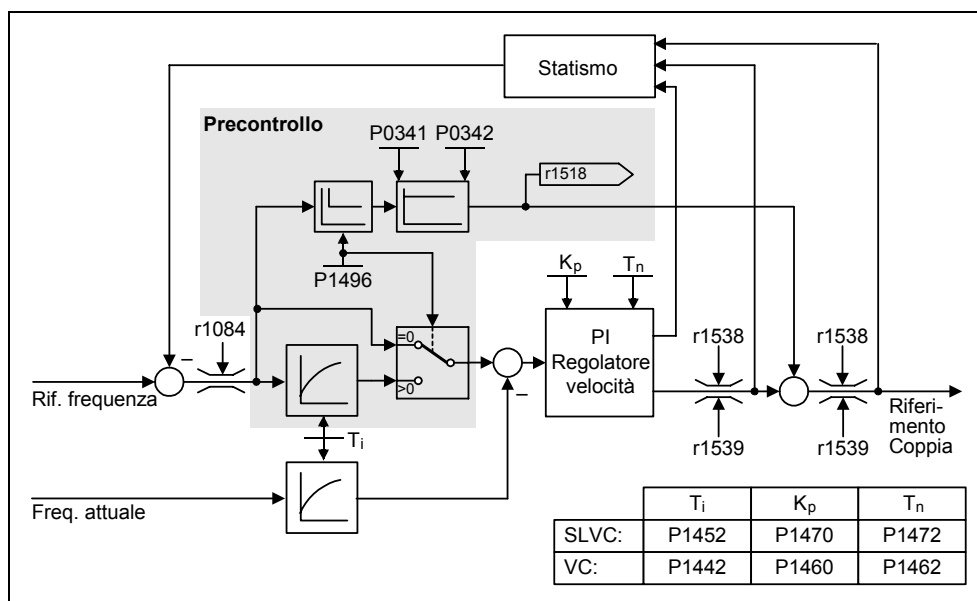 Statismo
Precontrollo
P0341 P0342
r1518
P1496
Kp Tn
r1084
=0
>0
PI
Regolatore
velocità
r1538
r1538
Rif. frequenza
r1539
r1539
Riferi-
mento
Coppia
Ti
Freq. attuale
Ti Kp Tn
SLVC: P1452 P1470 P1472
VC: P1442 P1460 P1462